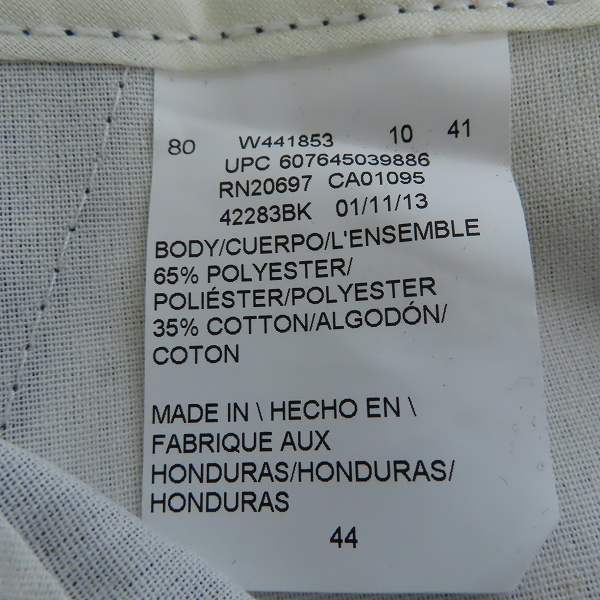 80 W441853 10 41
UPC 607645039886
RN20697 CA01095
42283BK 01/11/13
BODY/CUERPO/L'ENSEMBLE
65% POLYESTER/
POLIÉSTER/POLYESTER
35% COTTON/ALGODÓN/
COTON
MADE IN \ HECHO EN \
FABRIQUE AUX
HONDURAS/HONDURAS/
HONDURAS
44